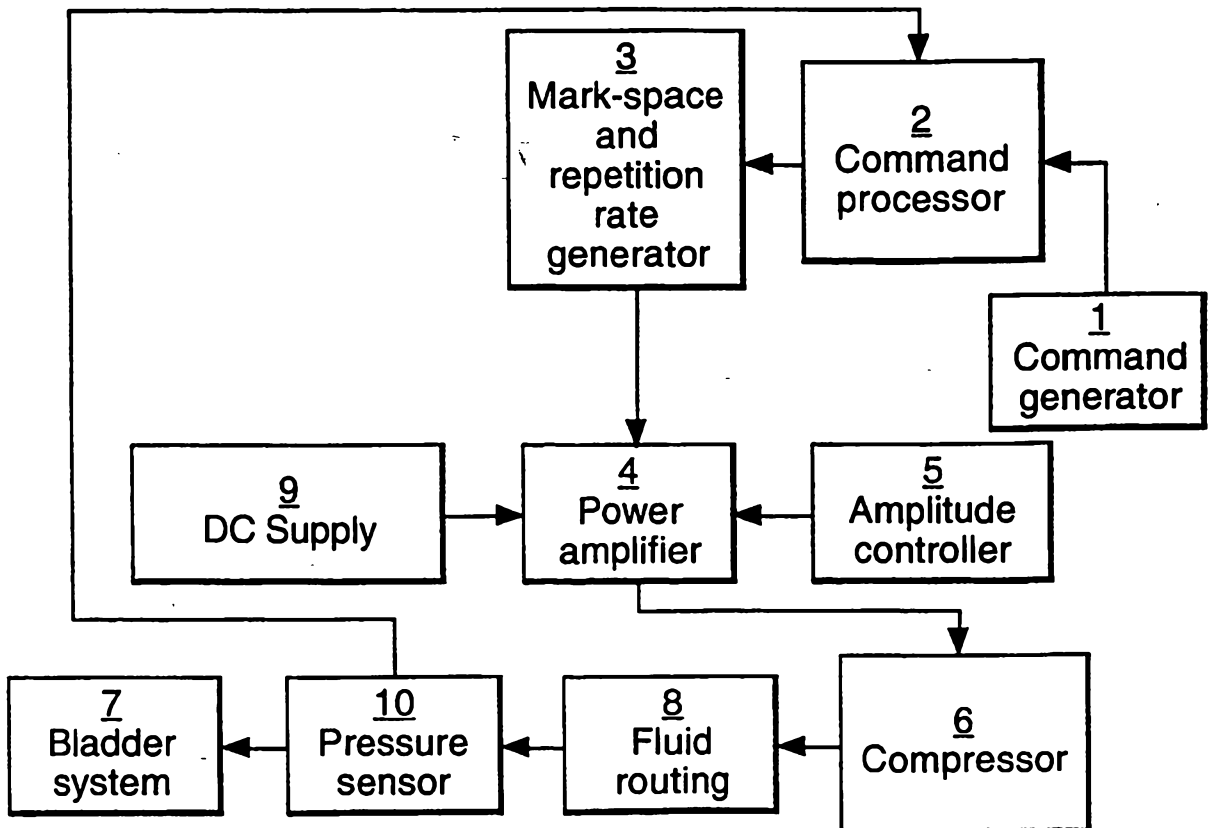 3
Mark-space
and
repetition
rate
generator
2
Command
processor
1
Command
generator
9
DC Supply
4
Power
amplifier
5
Amplitude
controller
7
Bladder
system
10
Pressure
sensor
8
Fluid
routing
6
Compressor